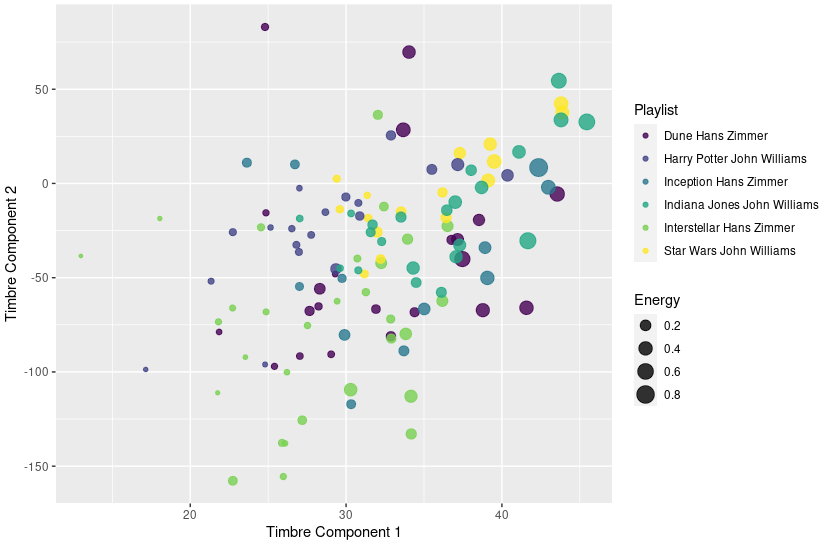 Timbre Component 2
50
0
-50
-100
-150
20
30
40
Timbre Component 1
Playlist
Dune Hans Zimmer
Harry Potter John Williams
Inception Hans Zimmer
Indiana Jones John Williams
Interstellar Hans Zimmer
Star Wars John Williams
Energy
0.2
0.4
0.6
0.8